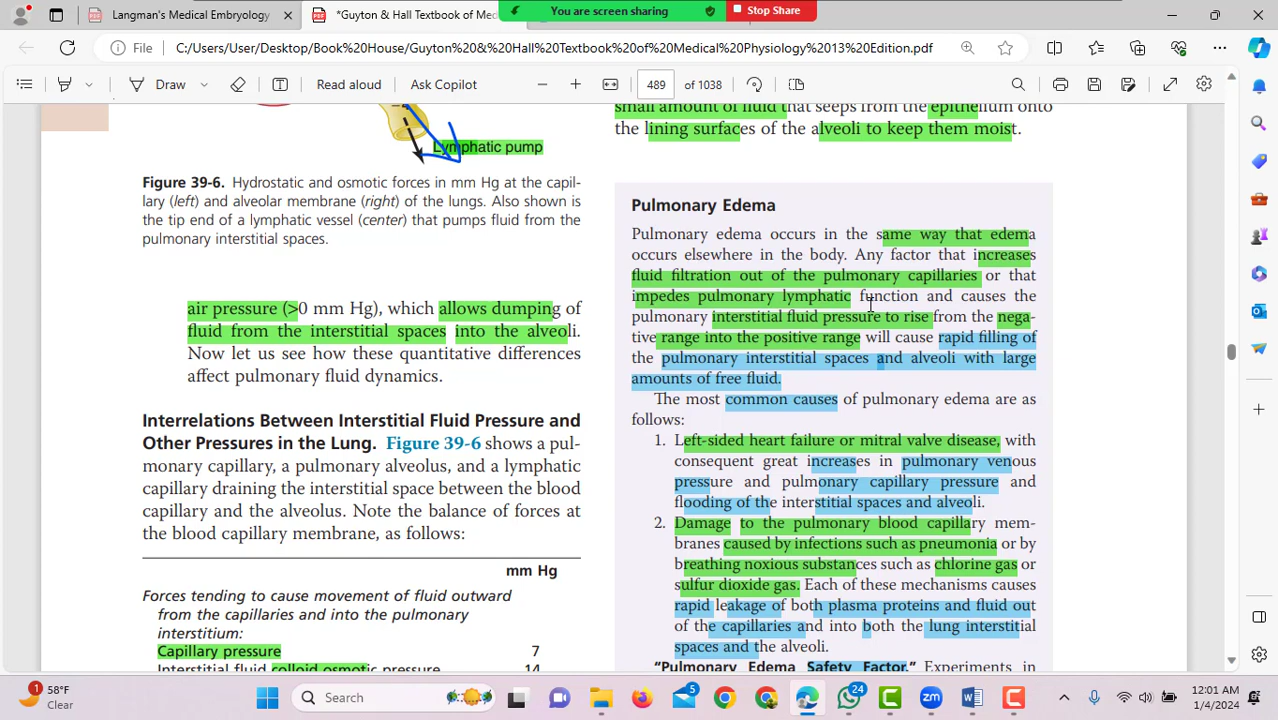 You are screen sharing
Stop Share
Langman's Medical Embryology
*Guyton & Hall Textbook of Med
File
C:/Users/User/Desktop/Book%20House/Guyton%20&%20Hall%20Textbook%20of%20Medical%20Physiology%2013%20Edition.pdf
Draw
Read aloud
Ask Copilot
489
of 1038
Lymphatic pump
Figure 39-6. Hydrostatic and osmotic forces in mm Hg at the capil-
lary (left) and alveolar membrane (right) of the lungs. Also shown is
the tip end of a lymphatic vessel (center) that pumps fluid from the
pulmonary interstitial spaces.
air pressure (>0 mm Hg), which allows dumping of
fluid from the interstitial spaces into the alveoli.
Now let us see how these quantitative differences
affect pulmonary fluid dynamics.
Interrelations Between Interstitial Fluid Pressure and
Other Pressures in the Lung. Figure 39-6 shows a pul-
monary capillary, a pulmonary alveolus, and a lymphatic
capillary draining the interstitial space between the blood
capillary and the alveolus. Note the balance of forces at
the blood capillary membrane, as follows:
mm Hg
Forces tending to cause movement of fluid outward
from the capillaries and into the pulmonary
interstitium:
Capillary pressure 7
Interstitial fluid colloid osmotic pressure 14
small amount of fluid that seeps from the epithelium onto
the lining surfaces of the alveoli to keep them moist.
Pulmonary Edema
Pulmonary edema occurs in the same way that edema
occurs elsewhere in the body. Any factor that increases
fluid filtration out of the pulmonary capillaries or that
impedes pulmonary lymphatic function and causes the
pulmonary interstitial fluid pressure to rise from the nega-
tive range into the positive range will cause rapid filling of
the pulmonary interstitial spaces and alveoli with large
amounts of free fluid.
The most common causes of pulmonary edema are as
follows:
1. Left-sided heart failure or mitral valve disease, with
consequent great increases in pulmonary venous
pressure and pulmonary capillary pressure and
flooding of the interstitial spaces and alveoli.
2. Damage to the pulmonary blood capillary mem-
branes caused by infections such as pneumonia or by
breathing noxious substances such as chlorine gas or
sulfur dioxide gas. Each of these mechanisms causes
rapid leakage of both plasma proteins and fluid out
of the capillaries and into both the lung interstitial
spaces and the alveoli.
"Pulmonary Edema Safety Factor." Experiments in
1
58°F
Clear
Search
5
24
zm
12:01 AM
1/4/2024